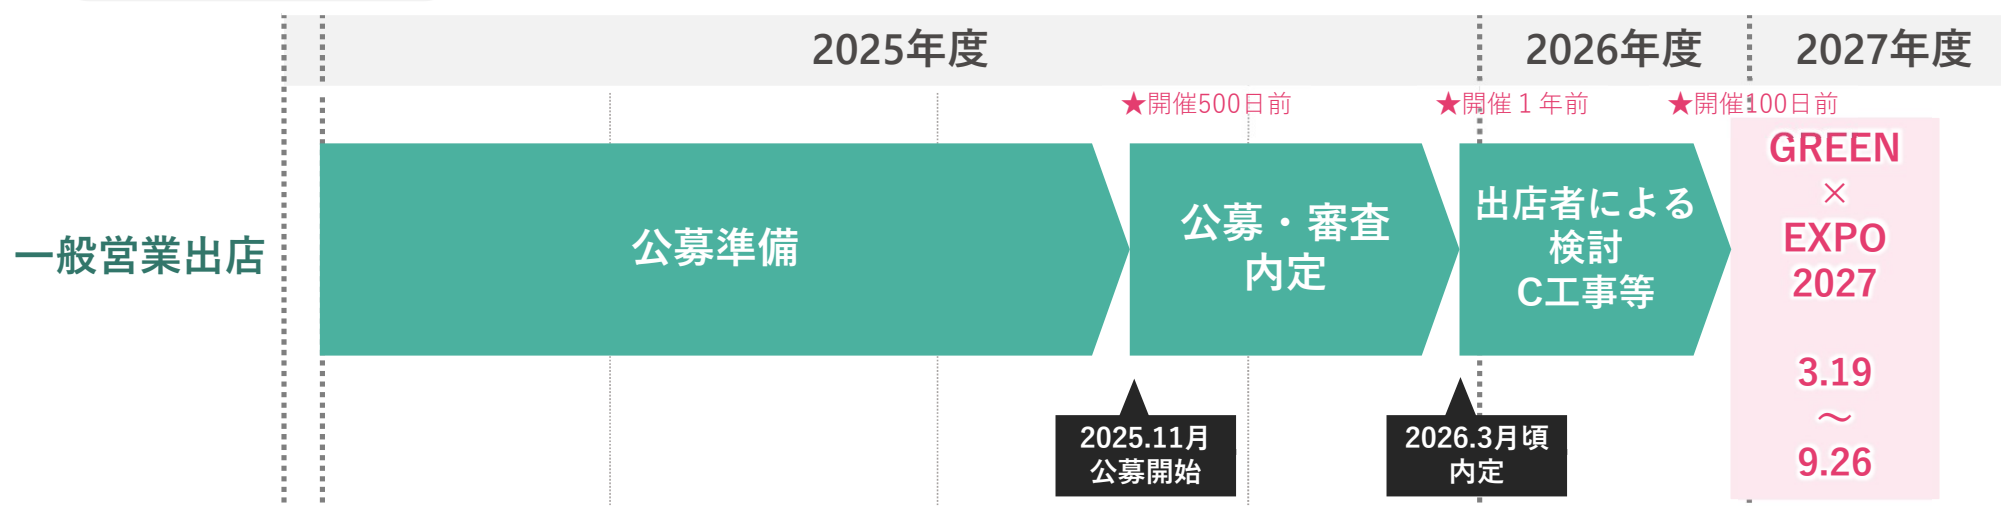 2025年度
2026年度
2027年度
★開催500日前
★開催１年前
★開催100日前
一般営業出店
公募準備
公募・審査
内定
出店者による
検討
C工事等
GREEN
×
EXPO
2027
3.19
～
9.26
2025.11月
公募開始
2026.3月頃
内定